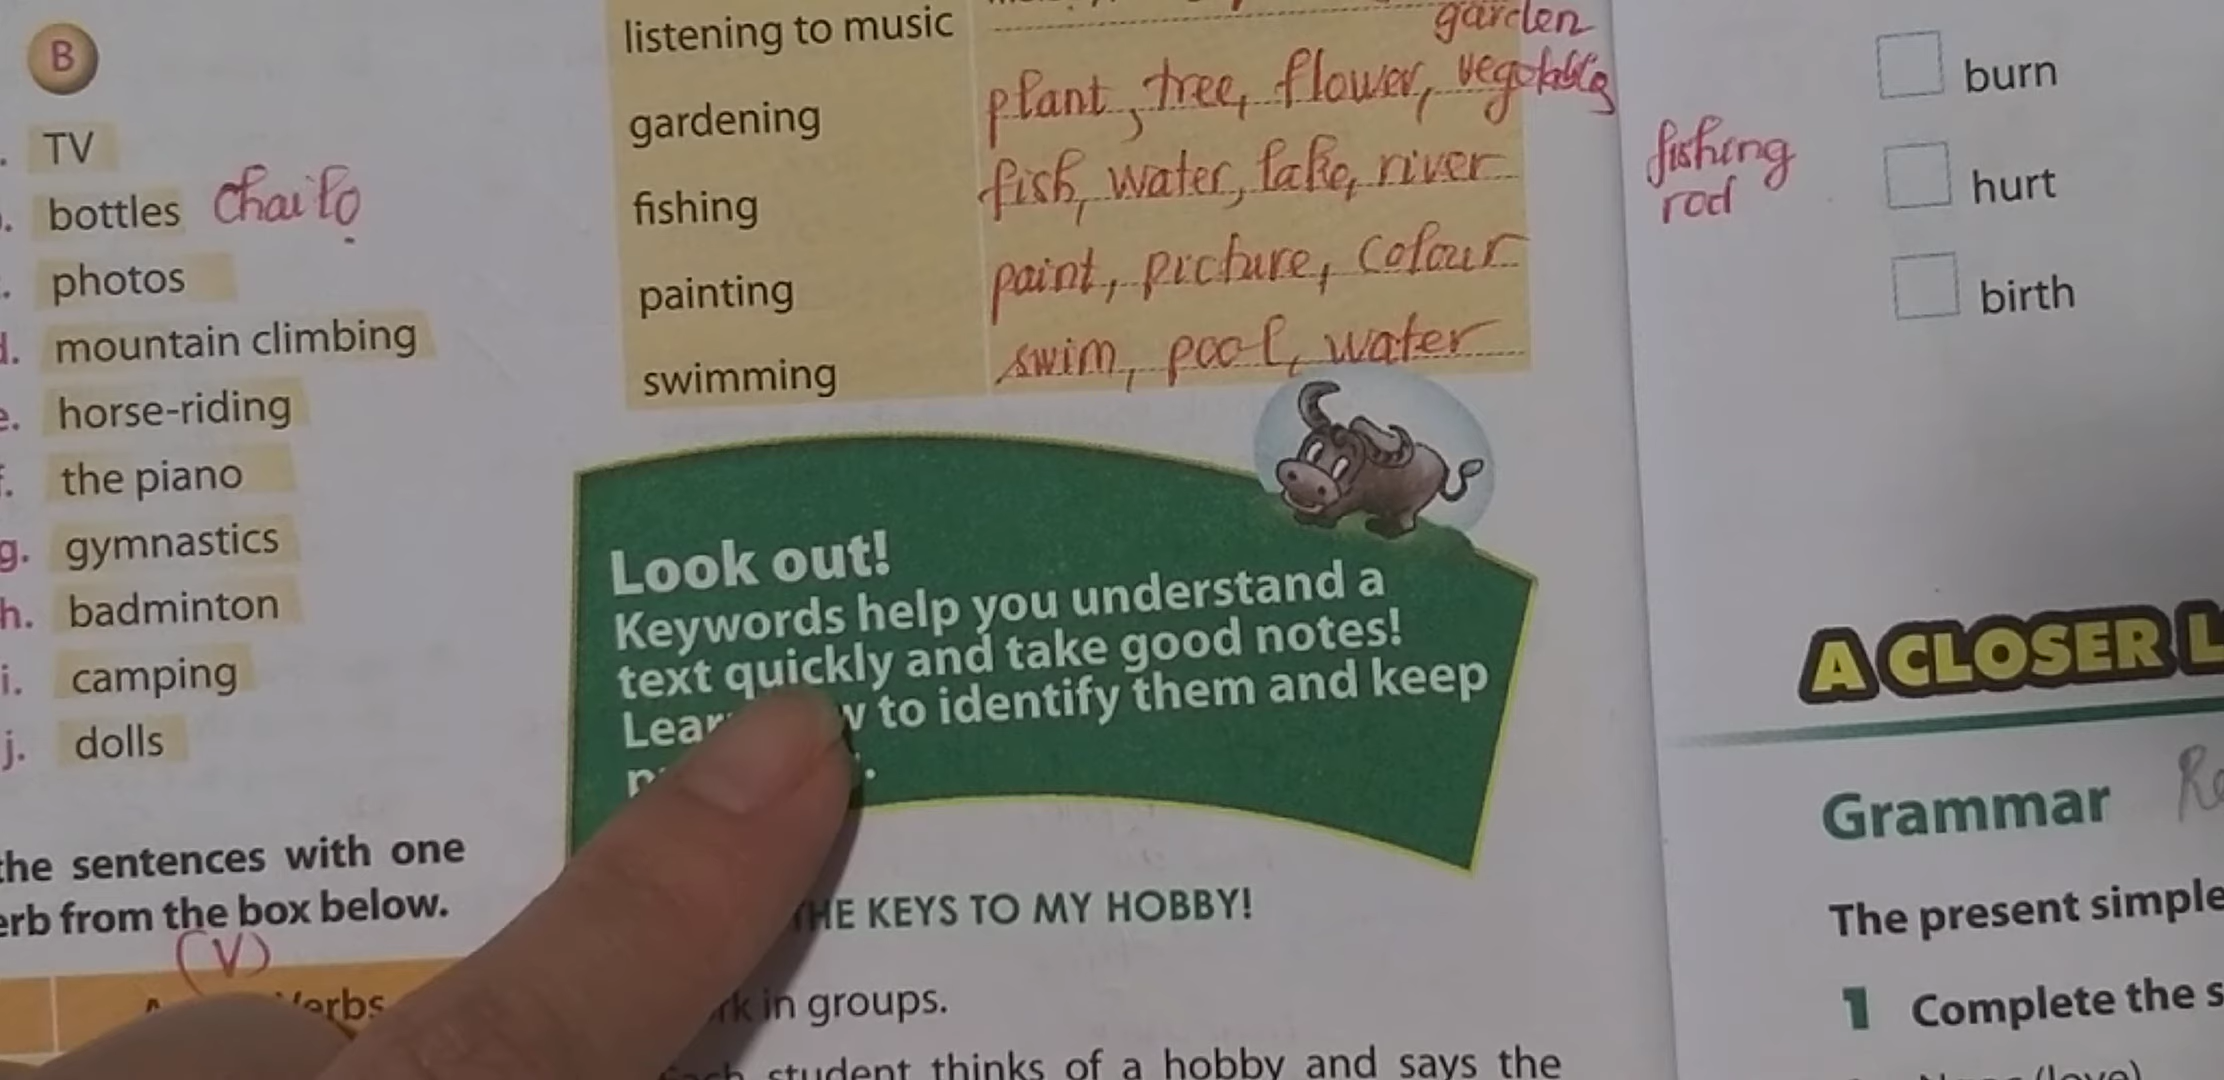 B
TV
bottles chai lọ
photos
d. mountain climbing
e. horse-riding
f. the piano
g. gymnastics
h. badminton
i. camping
j. dolls
the sentences with one
from the box below.
(V)
listening to music
garden
gardening plant, tree, flower,
fishing fish, water, lake, river
fishing
rod
painting paint, picture, colour
swimming swim, pool, water
Look out!
Keywords help you understand a
text quickly and take good notes!
to identify them and keep
KEYS TO MY HOBBY!
in groups.
student thinks of a hobby and says the
burn
hurt
birth
A CLOSER
Grammar
The present simple
1 Complete the
(love)